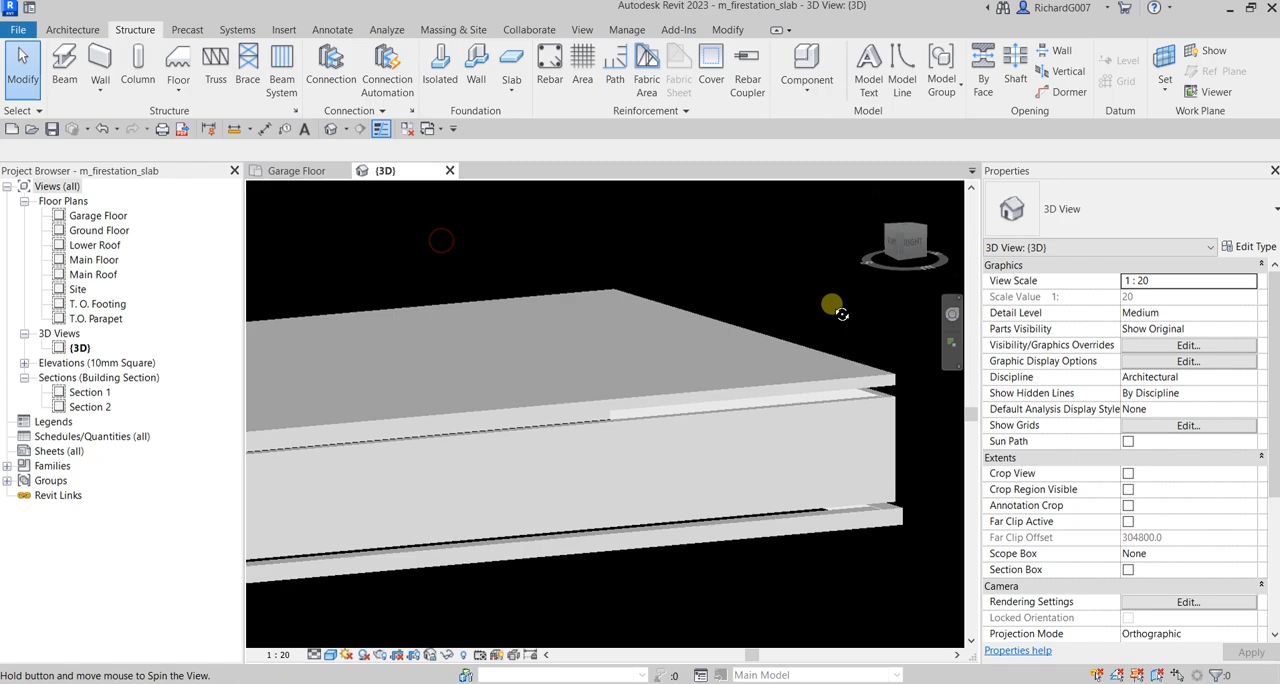 Autodesk Revit 2023 - m_firestation_slab - 3D View: {3D}
RichardG007
File Architecture Structure Precast Systems Insert Annotate Analyze Massing & Site Collaborate View Manage Add-Ins Modify
Modify Beam Wall Column Floor Truss Brace Beam System Connection Connection Automation Isolated Wall Slab Rebar Area Path Fabric Area Fabric Sheet Cover Rebar Coupler Component Model Text Model Line Model Group By Face Shaft Wall Vertical Dormer Level Grid Set Show Ref Plane Viewer
Select Structure Connection Foundation Reinforcement Model Opening Datum Work Plane
Project Browser - m_firestation_slab
Garage Floor
{3D}
Properties
Views (all)
Floor Plans
Garage Floor
Ground Floor
Lower Roof
Main Floor
Main Roof
Site
T. O. Footing
T.O. Parapet
3D Views
{3D}
Elevations (10mm Square)
Sections (Building Section)
Section 1
Section 2
Legends
Schedules/Quantities (all)
Sheets (all)
Families
Groups
Revit Links
RIGHT
3D View
3D View: {3D}
Edit Type
Graphics
View Scale 1 : 20
Scale Value 1: 20
Detail Level Medium
Parts Visibility Show Original
Visibility/Graphics Overrides Edit...
Graphic Display Options Edit...
Discipline Architectural
Show Hidden Lines By Discipline
Default Analysis Display Style None
Show Grids Edit...
Sun Path
Extents
Crop View
Crop Region Visible
Annotation Crop
Far Clip Active
Far Clip Offset 304800.0
Scope Box None
Section Box
Camera
Rendering Settings Edit...
Locked Orientation
Projection Mode Orthographic
Properties help
Apply
1 : 20
Hold button and move mouse to Spin the View.
:0
Main Model
:0